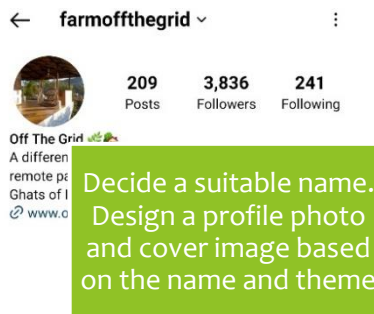 farmoffthegrid
209 3,836 241
Posts Followers Following
Off The Grid
A differen
remote pa
Ghats of I
www.o
Decide a suitable name.
Design a profile photo
and cover image based
on the name and theme